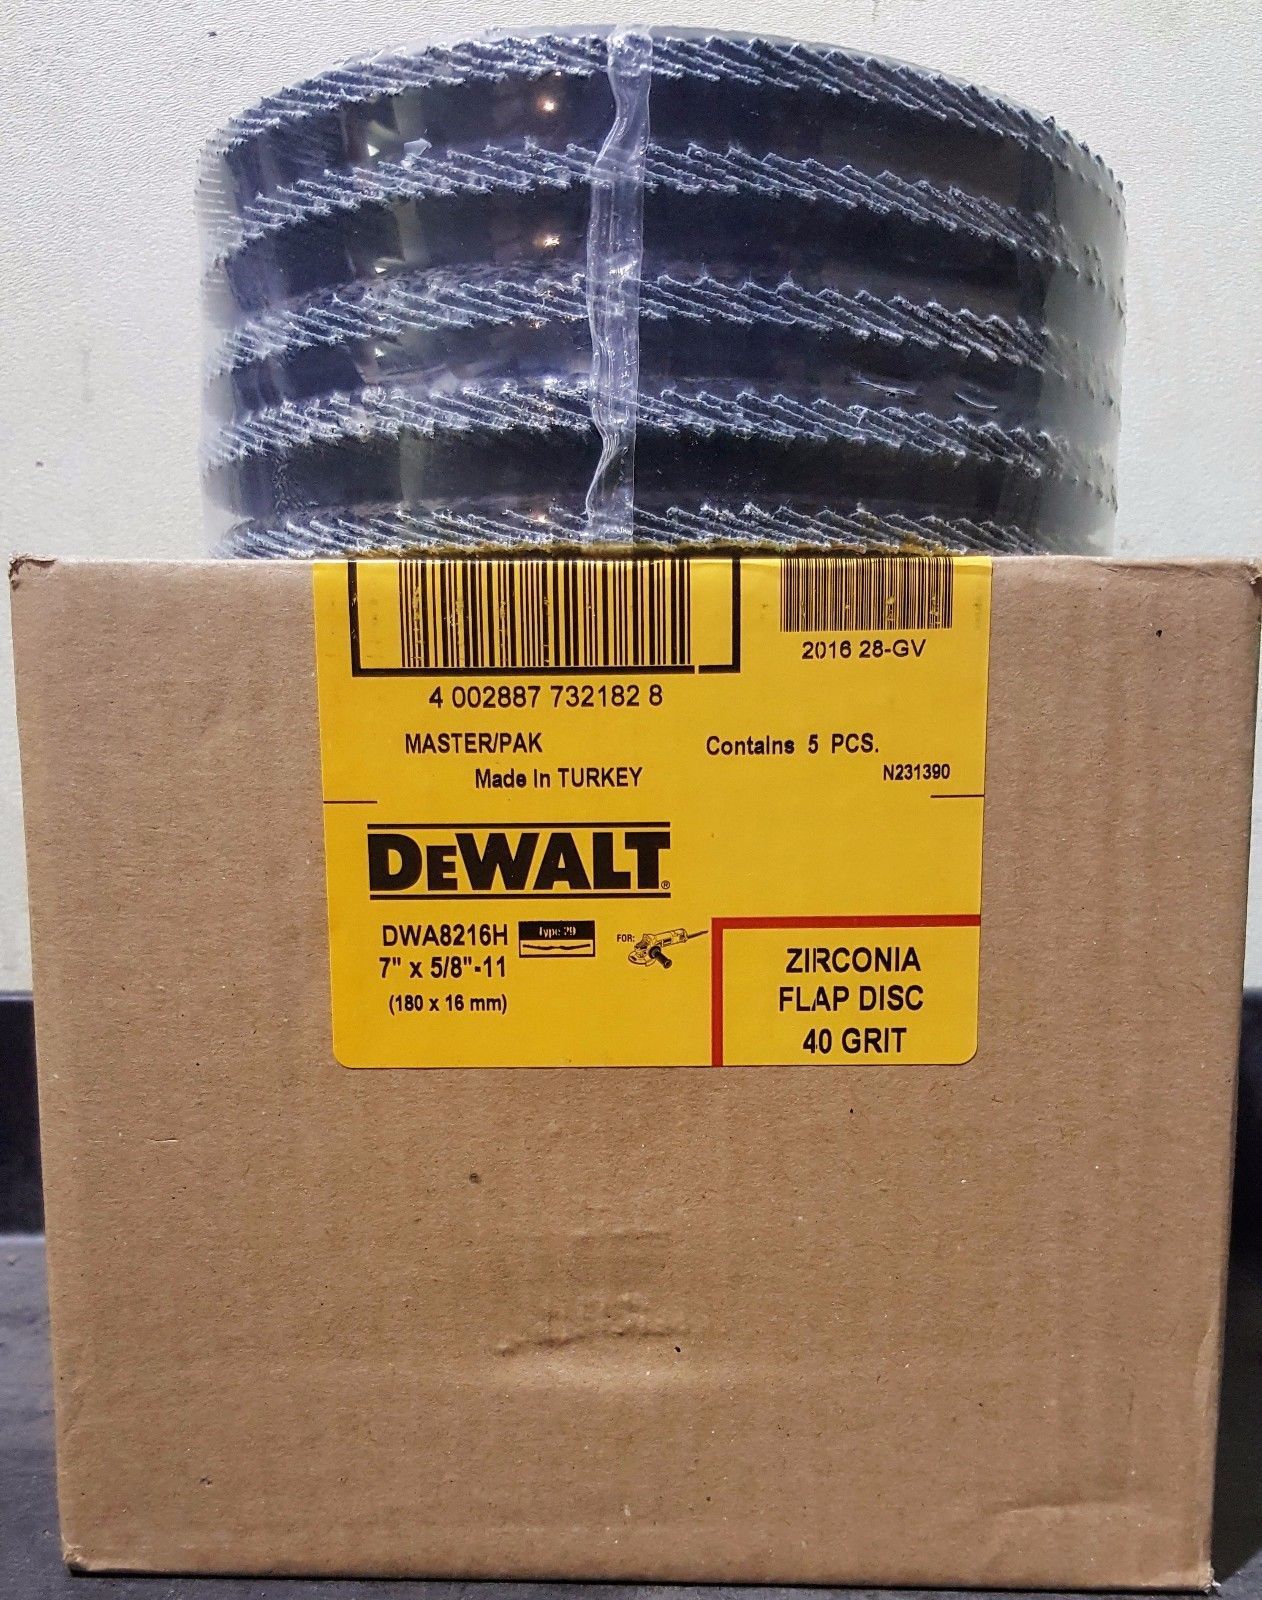 2016 28-GV
4 002887 732182 8
MASTER/PAK
Contains 5 PCS.
Made In TURKEY
N231390
DEWALT®
DWA8216H
Type 29
FOR:
7" x 5/8"-11
(180 x 16 mm)
ZIRCONIA
FLAP DISC
40 GRIT